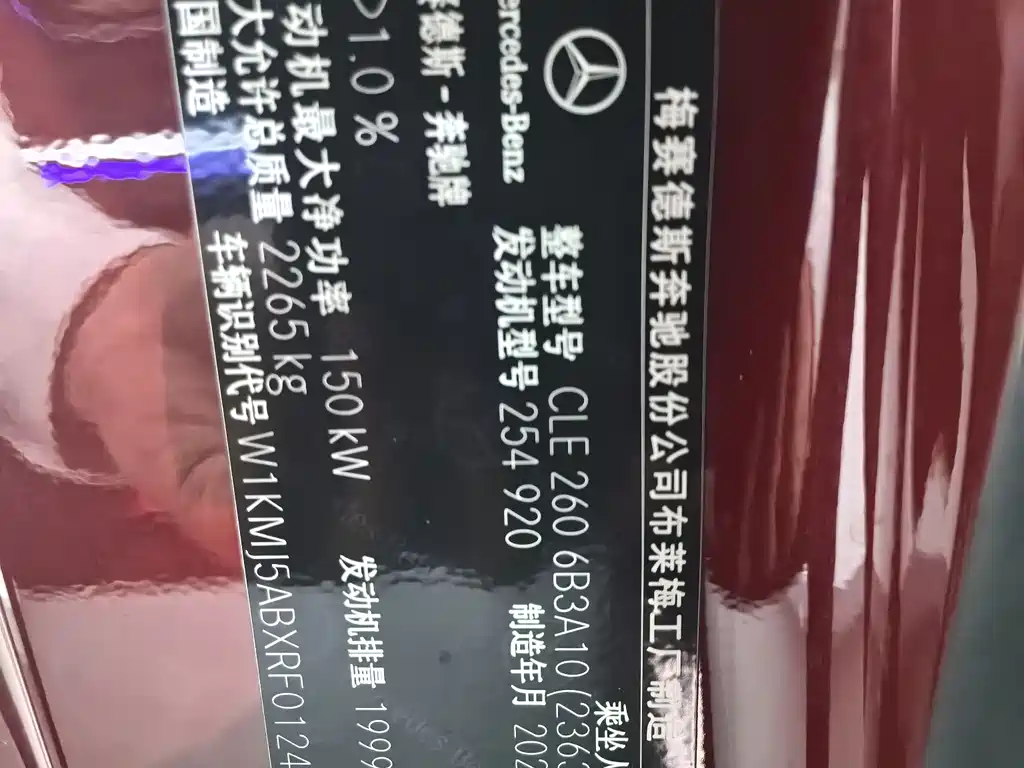 梅赛德斯奔驰股份公司布莱梅工厂制造
乘坐人
整车型号 CLE 260 6B3A10(2363
Mercedes-Benz
发动机型号 254 920 制造年月 202
德斯-奔驰牌
>1.0 % 发动机排量 1999
动机最大净功率 150 kW
大允许总质量 2265 kg
国制造 车辆识别代号 W1KMJ5ABXRF0124